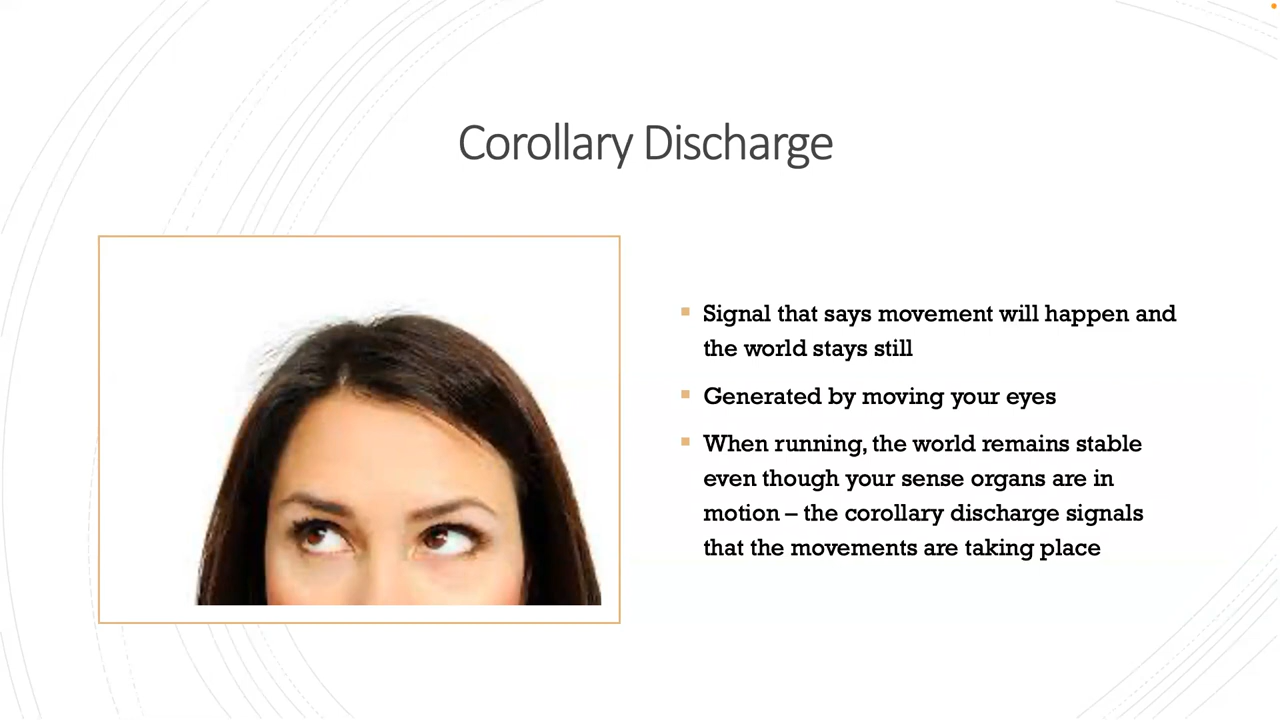 Corollary Discharge
Signal that says movement will happen and
the world stays still
Generated by moving your eyes
When running, the world remains stable
even though your sense organs are in
motion – the corollary discharge signals
that the movements are taking place